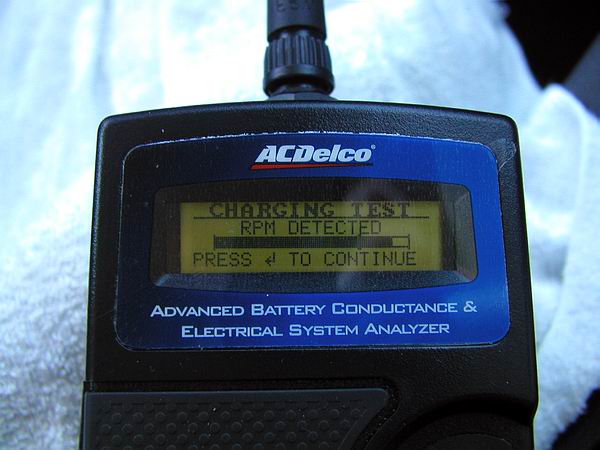 ACDelco
CHARGING TEST
RPM DETECTED
PRESS ↵ TO CONTINUE
ADVANCED BATTERY CONDUCTANCE &
ELECTRICAL SYSTEM ANALYZER